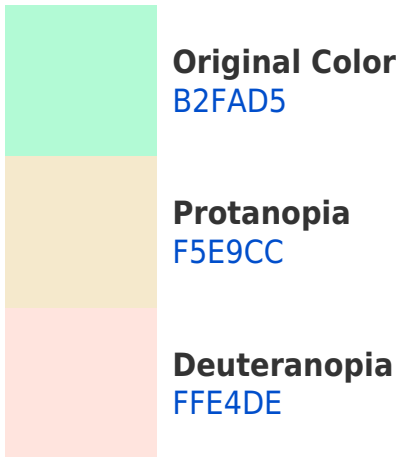 Original Color
B2FAD5
Protanopia
F5E9CC
Deuteranopia
FFE4DE